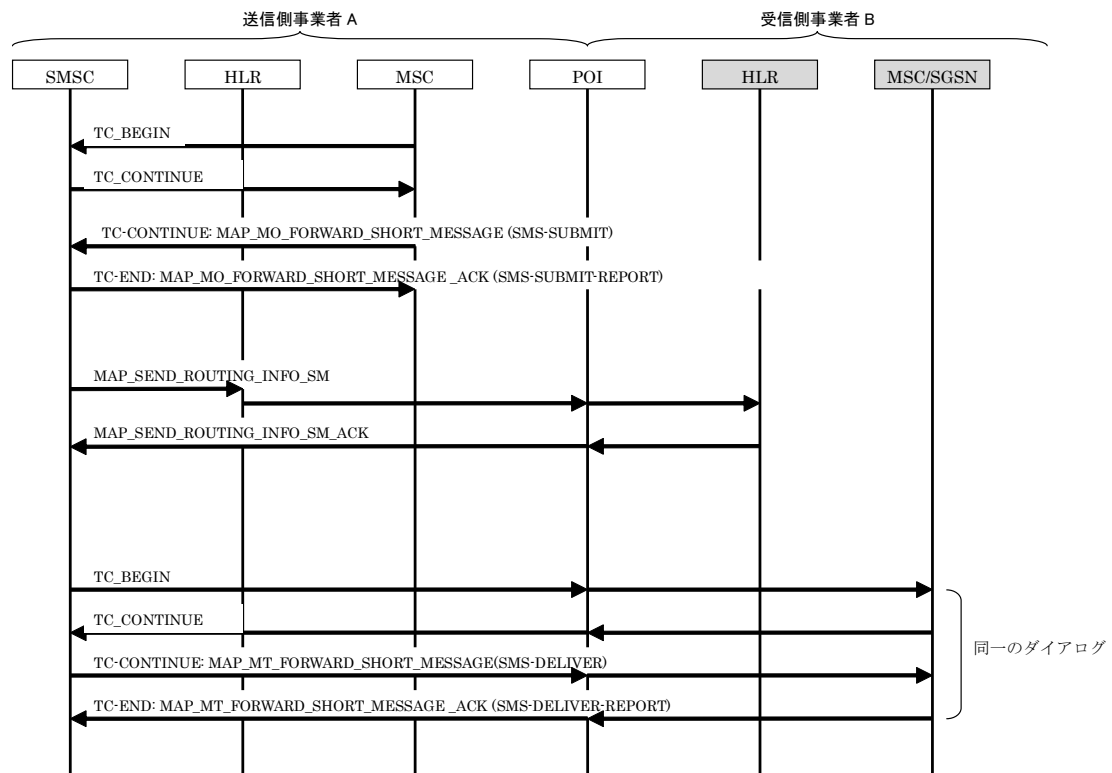 送信側事業者 A
受信側事業者 B
SMSC
HLR
MSC
POI
HLR
MSC/SGSN
TC_BEGIN
TC_CONTINUE
TC-CONTINUE: MAP_MO_FORWARD_SHORT_MESSAGE (SMS-SUBMIT)
TC-END: MAP_MO_FORWARD_SHORT_MESSAGE _ACK (SMS-SUBMIT-REPORT)
MAP_SEND_ROUTING_INFO_SM
MAP_SEND_ROUTING_INFO_SM_ACK
TC_BEGIN
TC_CONTINUE
同一のダイアログ
TC-CONTINUE: MAP_MT_FORWARD_SHORT_MESSAGE(SMS-DELIVER)
TC-END: MAP_MT_FORWARD_SHORT_MESSAGE _ACK (SMS-DELIVER-REPORT)